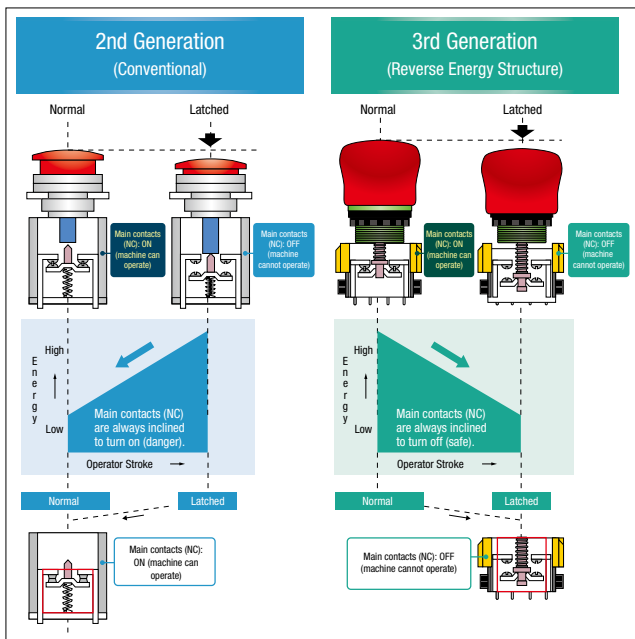 2nd Generation
(Conventional)
3rd Generation
(Reverse Energy Structure)
Normal
Latched
Normal
Latched
Main contacts
(NC): ON
(machine can
operate)
Main contacts
(NC): OFF
(machine
cannot operate)
Main contacts
(NC): ON
(machine can
operate)
Main contacts
(NC): OFF
(machine
cannot operate)
Energy
High
Low
Main contacts (NC)
are always inclined
to turn on (danger).
Operator Stroke
Energy
High
Low
Main contacts (NC)
are always inclined
to turn off (safe).
Operator Stroke
Normal
Latched
Normal
Latched
Main contacts (NC):
ON (machine can
operate)
Main contacts (NC): OFF
(machine cannot operate)